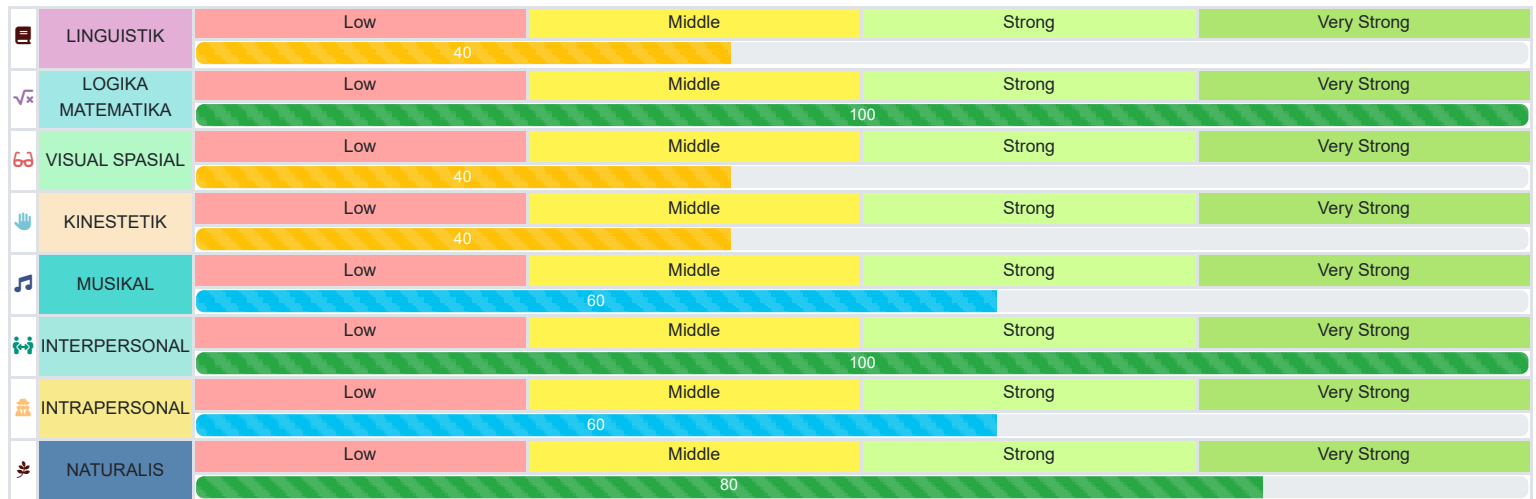 LINGUISTIK
Low Middle Strong Very Strong
40
LOGIKA
MATEMATIKA
Low Middle Strong Very Strong
100
VISUAL SPASIAL
Low Middle Strong Very Strong
40
KINESTETIK
Low Middle Strong Very Strong
40
MUSIKAL
Low Middle Strong Very Strong
60
INTERPERSONAL
Low Middle Strong Very Strong
100
INTRAPERSONAL
Low Middle Strong Very Strong
60
NATURALIS
Low Middle Strong Very Strong
80